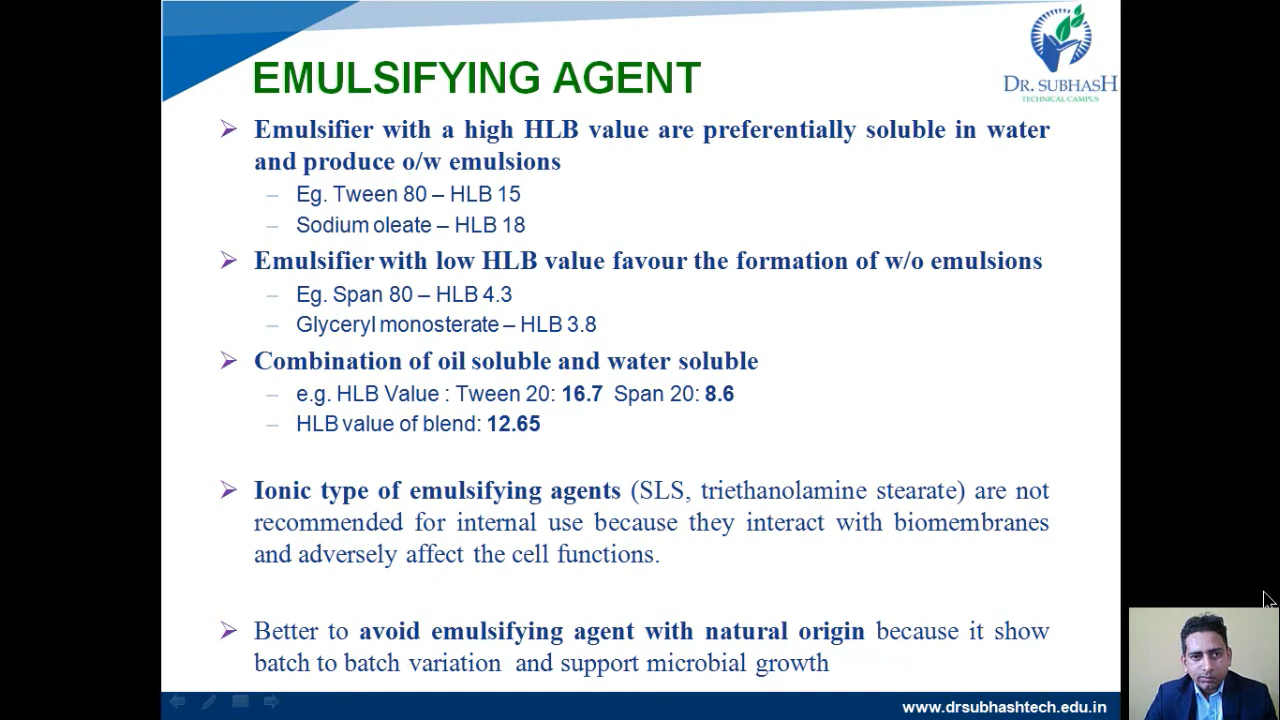 DR. SUBHASH
TECHNICAL CAMPUS
EMULSIFYING AGENT
Emulsifier with a high HLB value are preferentially soluble in water
and produce o/w emulsions
– Eg. Tween 80 – HLB 15
– Sodium oleate – HLB 18
Emulsifier with low HLB value favour the formation of w/o emulsions
– Eg. Span 80 – HLB 4.3
– Glyceryl monosterate – HLB 3.8
Combination of oil soluble and water soluble
– e.g. HLB Value : Tween 20: 16.7 Span 20: 8.6
– HLB value of blend: 12.65
Ionic type of emulsifying agents (SLS, triethanolamine stearate) are not
recommended for internal use because they interact with biomembranes
and adversely affect the cell functions.
Better to avoid emulsifying agent with natural origin because it show
batch to batch variation and support microbial growth
www.drsubhashtech.edu.in